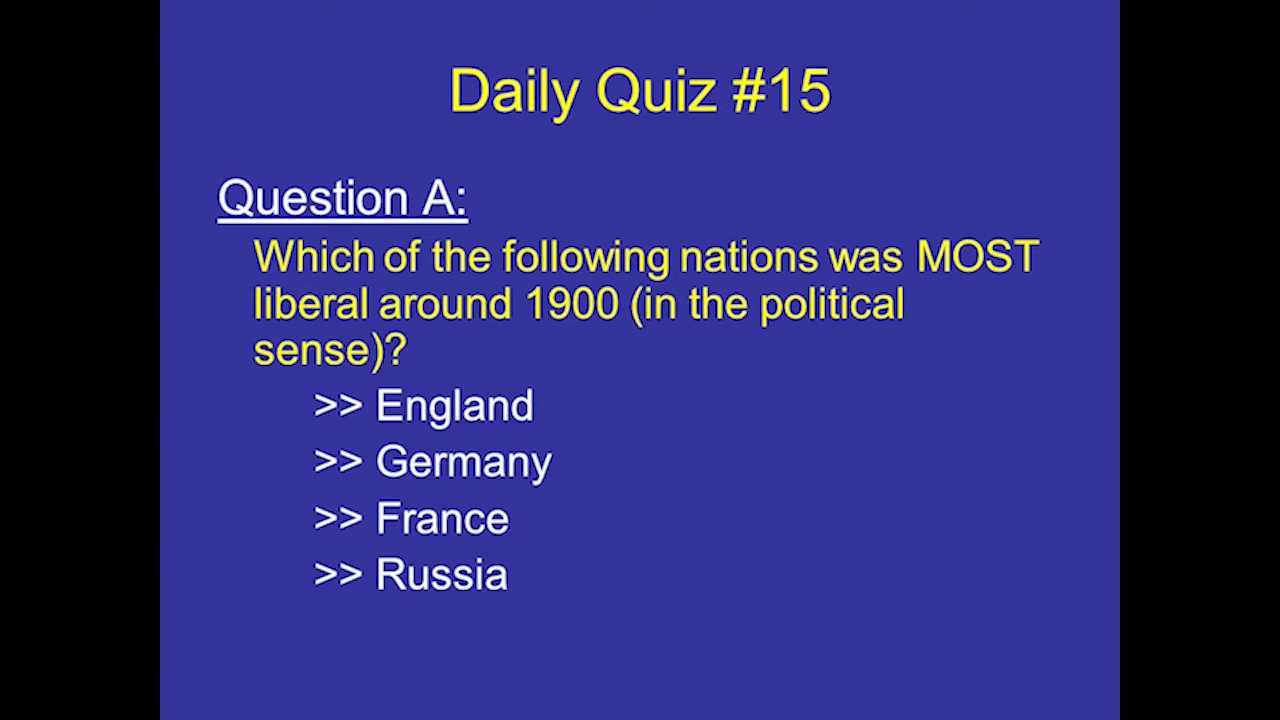 Daily Quiz #15
Question A:
Which of the following nations was MOST
liberal around 1900 (in the political
sense)?
>> England
>> Germany
>> France
>> Russia